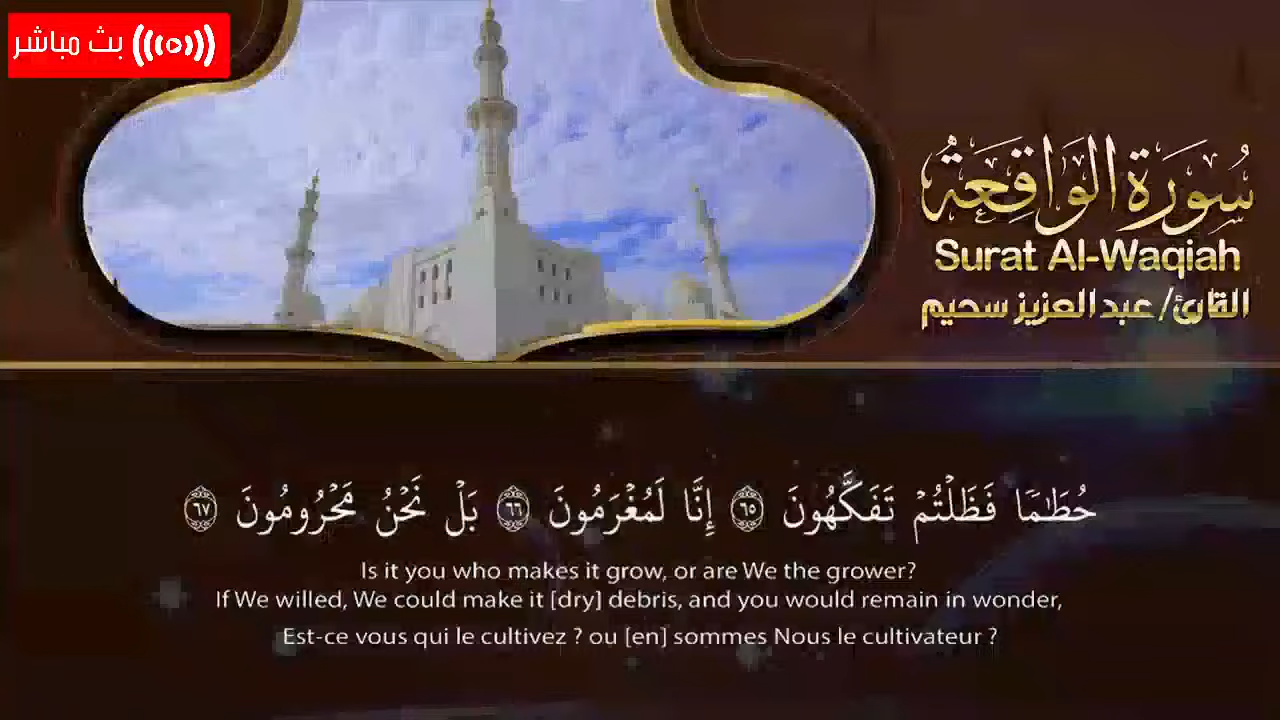 بث مباشر
سُورَةُ الوَاقِعَةُ
Surat Al-Waqiah
القارئ/ عبد العزيز سحيم
حُطَٰمٗا فَظَلۡتُمۡ تَفَكَّهُونَ ٦٥ إِنَّا لَمُغۡرَمُونَ ٦٦ بَلۡ نَحۡنُ مَحۡرُومُونَ ٦٧
Is it you who makes it grow, or are We the grower?
If We willed, We could make it [dry] debris, and you would remain in wonder,
Est-ce vous qui le cultivez ? ou [en] sommes Nous le cultivateur ?